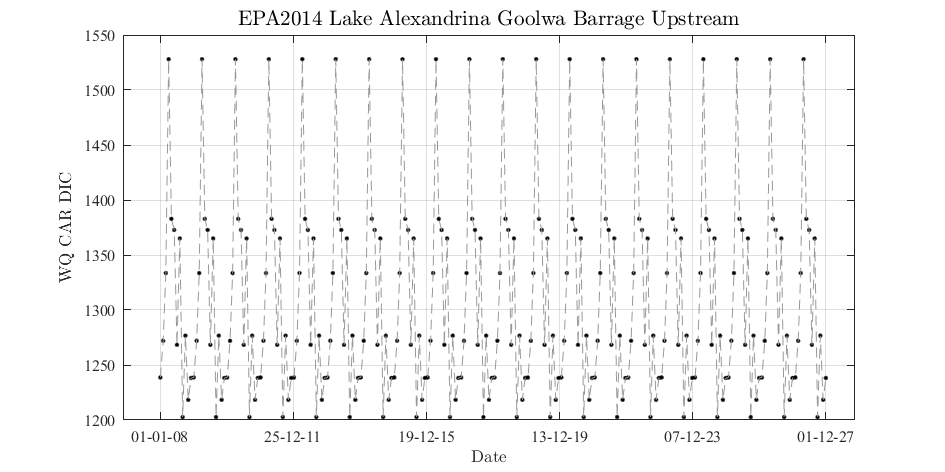 EPA2014 Lake Alexandrina Goolwa Barrage Upstream
1550
1500
1450
1400
1350
1300
1250
1200
WQ CAR DIC
01-01-08 25-12-11 19-12-15 13-12-19 07-12-23 01-12-27
Date